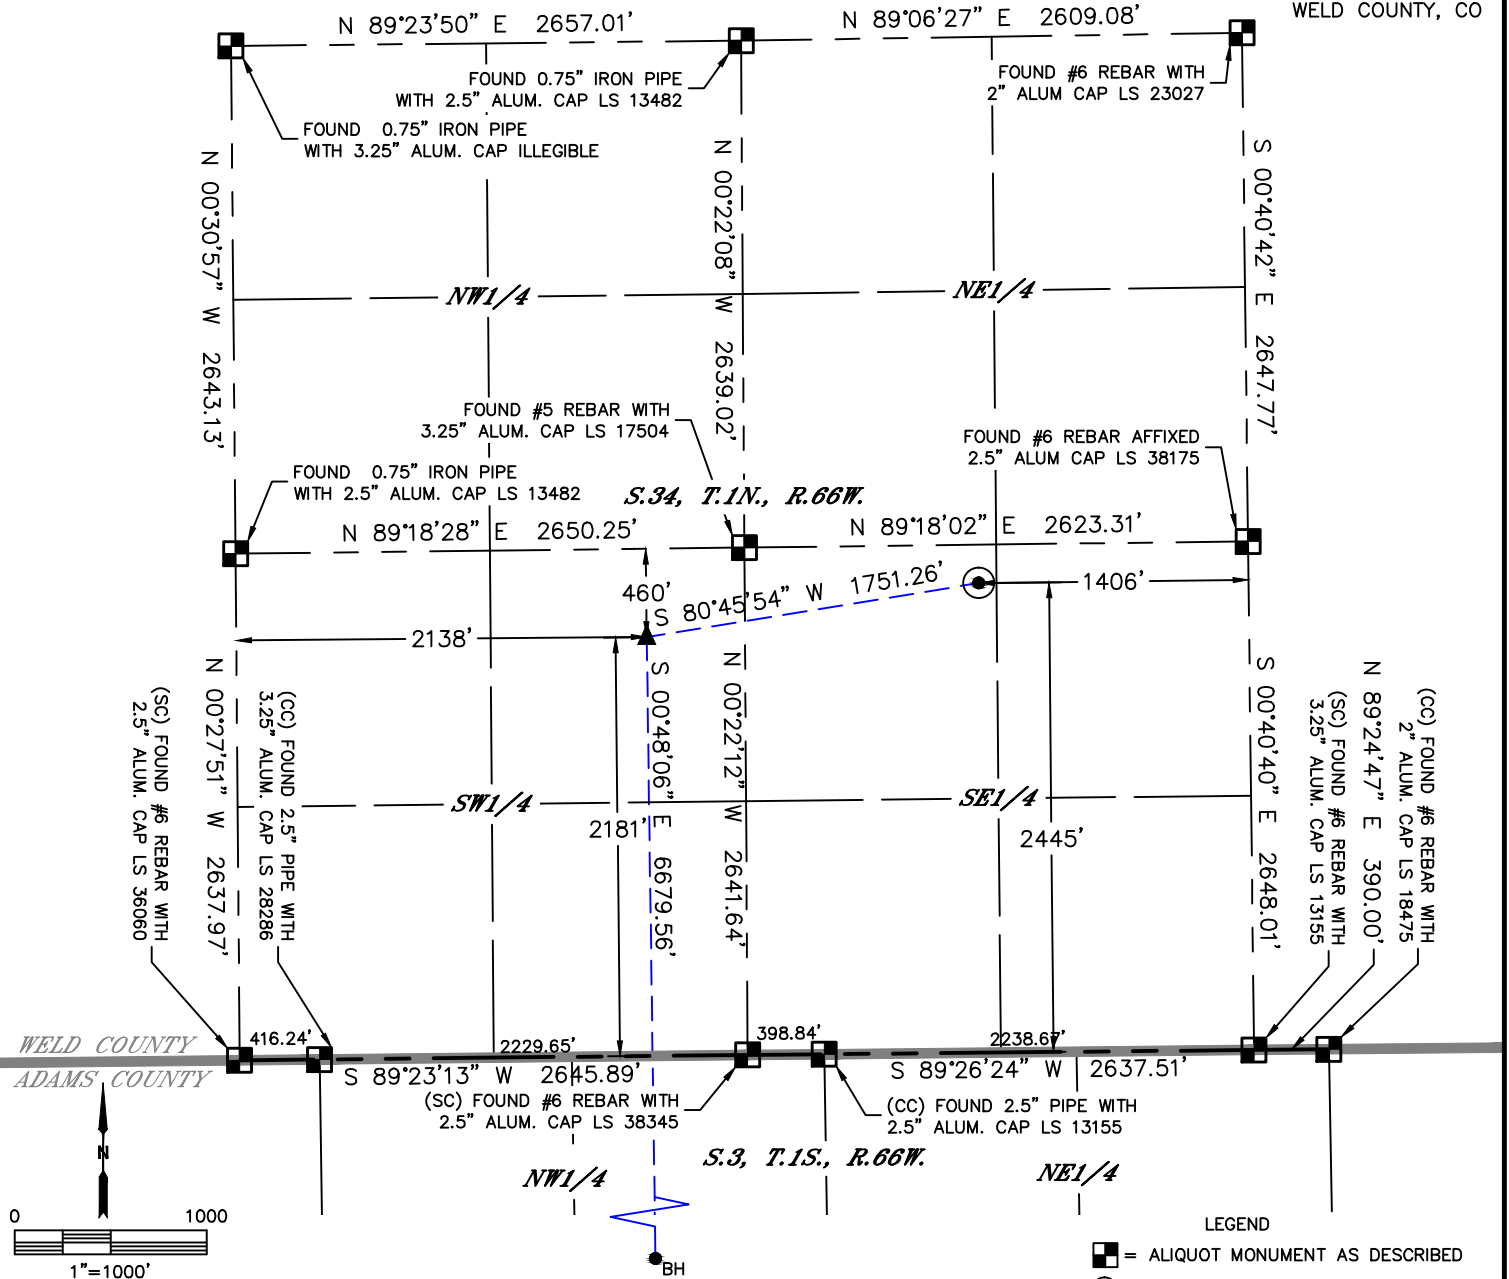 WELD COUNTY, CO
N 89°23'50" E 2657.01'
N 89°06'27" E 2609.08'
FOUND 0.75" IRON PIPE
WITH 2.5" ALUM. CAP LS 13482
FOUND #6 REBAR WITH
2" ALUM CAP LS 23027
FOUND 0.75" IRON PIPE
WITH 3.25" ALUM. CAP ILLEGIBLE
N 00°30'57" W 2643.13'
N 00°22'08" W 2639.02'
S 00°40'42" E 2647.77'
NW1/4
NE1/4
FOUND #5 REBAR WITH
3.25" ALUM. CAP LS 17504
FOUND #6 REBAR AFFIXED
2.5" ALUM CAP LS 38175
FOUND 0.75" IRON PIPE
WITH 2.5" ALUM. CAP LS 13482
S.34, T.1N., R.66W.
N 89°18'28" E 2650.25'
N 89°18'02" E 2623.31'
460'
S 80°45'54" W 1751.26'
1406'
2138'
N 00°27'51" W 2637.97'
S 00°48'06" E 6679.56'
N 00°22'12" W 2641.64'
S 00°40'40" E 2648.01'
(SC) FOUND #6 REBAR WITH
2.5" ALUM. CAP LS 36060
(CC) FOUND 2.5" PIPE WITH
3.25" ALUM. CAP LS 28286
(SC) FOUND #6 REBAR WITH
3.25" ALUM. CAP LS 13155
N 89°24'47" E 390.00'
(CC) FOUND #6 REBAR WITH
2" ALUM. CAP LS 18475
SW1/4
SE1/4
2181'
2445'
WELD COUNTY
ADAMS COUNTY
416.24'
2229.65'
398.84'
2238.67'
S 89°23'13" W 2645.89'
S 89°26'24" W 2637.51'
(SC) FOUND #6 REBAR WITH
2.5" ALUM. CAP LS 38345
(CC) FOUND 2.5" PIPE WITH
2.5" ALUM. CAP LS 13155
S.3, T.1S., R.66W.
NW1/4
NE1/4
N
0 1000
1"=1000'
BH
LEGEND
= ALIQUOT MONUMENT AS DESCRIBED